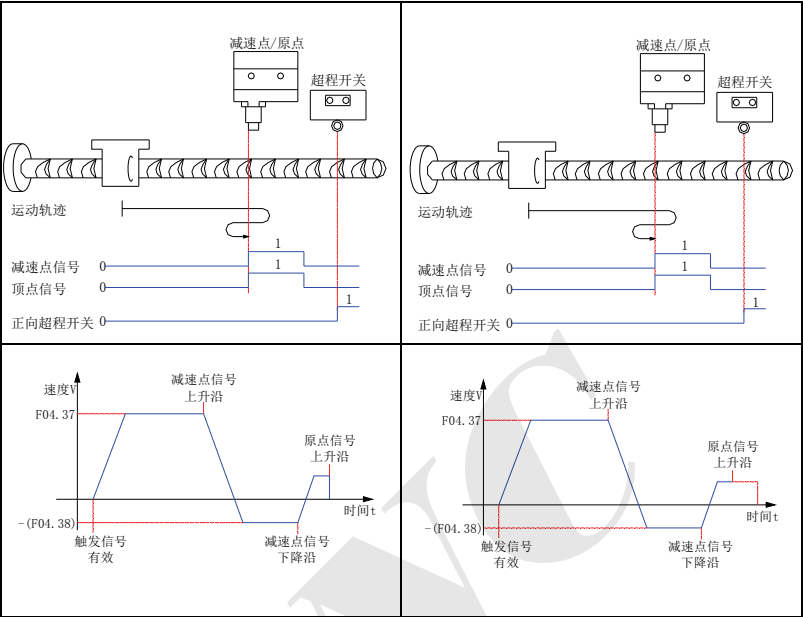 减速点/原点
超程开关
运动轨迹
1
减速点信号 0
1
顶点信号 0
1
正向超程开关 0
减速点/原点
超程开关
运动轨迹
1
减速点信号 0
1
顶点信号 0
1
正向超程开关 0
速度V
减速点信号
上升沿
F04.37
原点信号
上升沿
时间t
-(F04.38)
触发信号
有效
减速点信号
下降沿
速度V
减速点信号
上升沿
F04.37
原点信号
上升沿
时间t
-(F04.38)
触发信号
有效
减速点信号
下降沿
VC